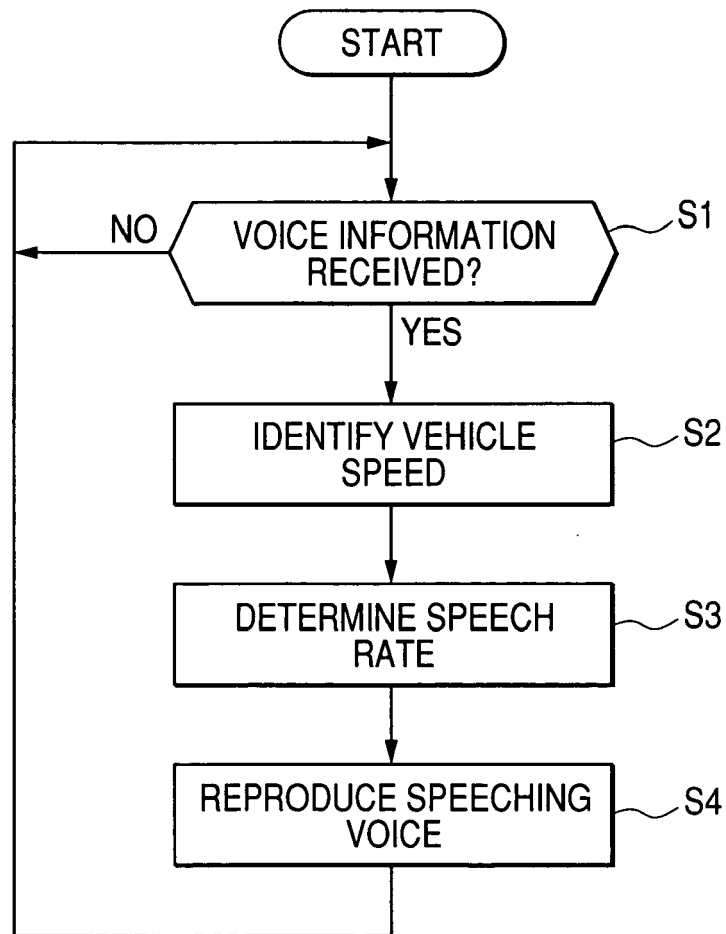 START
NO
VOICE INFORMATION
RECEIVED?
S1
YES
IDENTIFY VEHICLE
SPEED
S2
DETERMINE SPEECH
RATE
S3
REPRODUCE SPEECHING
VOICE
S4